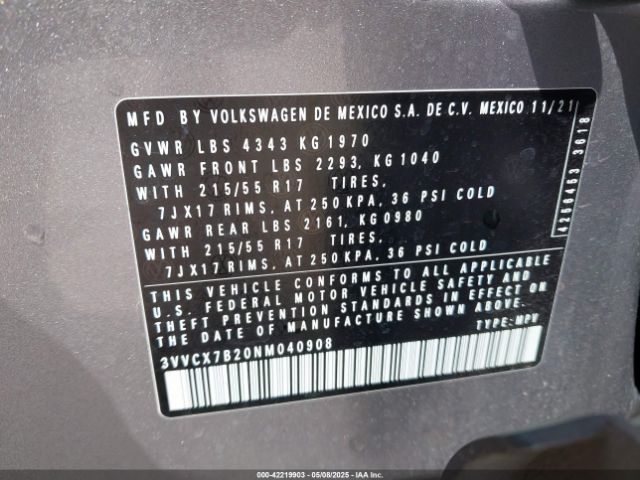 MFD BY VOLKSWAGEN DE MEXICO S.A. DE C.V. MEXICO 11/21
GVWR LBS 4343 KG 1970
GAWR FRONT LBS 2293, KG 1040
WITH 215/55 R17 TIRES,
7JX17 RIMS, AT 250 KPA, 36 PSI COLD
GAWR REAR LBS 2161, KG 0980
WITH 215/55 R17 TIRES,
7JX17 RIMS, AT 250 KPA, 36 PSI COLD
4250453 3618
THIS VEHICLE CONFORMS TO ALL APPLICABLE
U.S. FEDERAL MOTOR VEHICLE SAFETY AND
THEFT PREVENTION STANDARDS IN EFFECT ON
THE DATE OF MANUFACTURE SHOWN ABOVE.
3VVCX7B20NM040908 TYPE:MPV
000-42219903 - 05/08/2025 - IAAI.COM